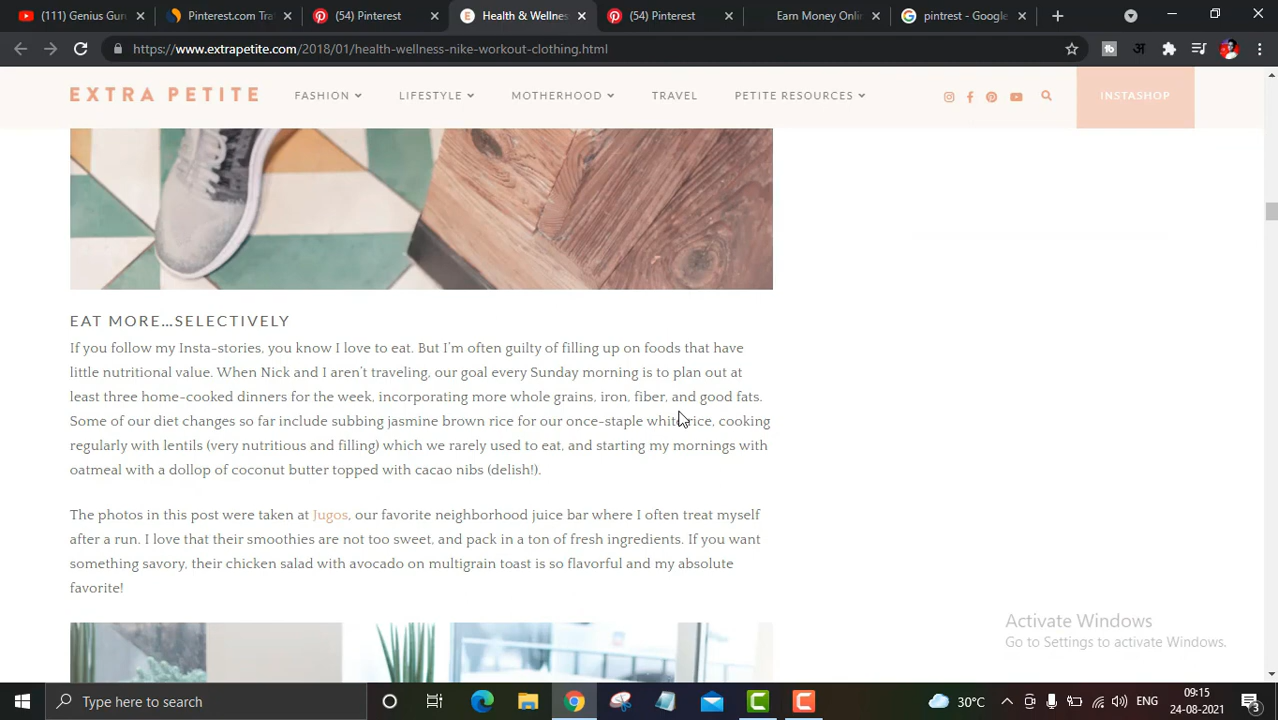 (111) Genius Gu
Pinterest.com Tra
(54) Pinterest
Health & Wellnes
(54) Pinterest
Earn Money Onlin
pintrest - Google
https://www.extrapetite.com/2018/01/health-wellness-nike-workout-clothing.html
EXTRA PETITE
FASHION
LIFESTYLE
MOTHERHOOD
TRAVEL
PETITE RESOURCES
INSTASHOP
EAT MORE...SELECTIVELY
If you follow my Insta-stories, you know I love to eat. But I'm often guilty of filling up on foods that have
little nutritional value. When Nick and I aren't traveling, our goal every Sunday morning is to plan out at
least three home-cooked dinners for the week, incorporating more whole grains, iron, fiber, and good fats.
Some of our diet changes so far include subbing jasmine brown rice for our once-staple white rice, cooking
regularly with lentils (very nutritious and filling) which we rarely used to eat, and starting my mornings with
oatmeal with a dollop of coconut butter topped with cacao nibs (delish!).
The photos in this post were taken at Jugos, our favorite neighborhood juice bar where I often treat myself
after a run. I love that their smoothies are not too sweet, and pack in a ton of fresh ingredients. If you want
something savory, their chicken salad with avocado on multigrain toast is so flavorful and my absolute
favorite!
Activate Windows
Go to Settings to activate Windows.
Type here to search
30°C
ENG
09:15
24-08-2021
3